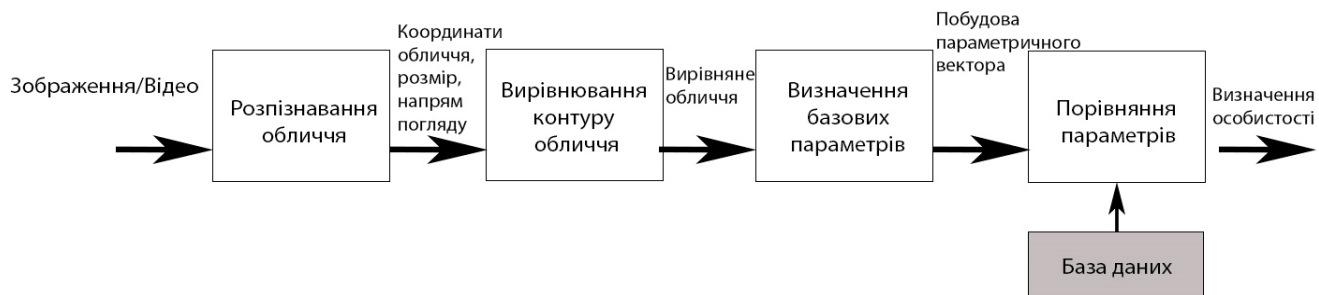 Зображення/Відео
Розпізнавання
обличчя
Координати
обличчя,
розмір,
напрям
погляду
Вирівнювання
контуру
обличчя
Вирівняне
обличчя
Визначення
базових
параметрів
Побудова
параметричного
вектора
Порівняння
параметрів
Визначення
особистості
База даних